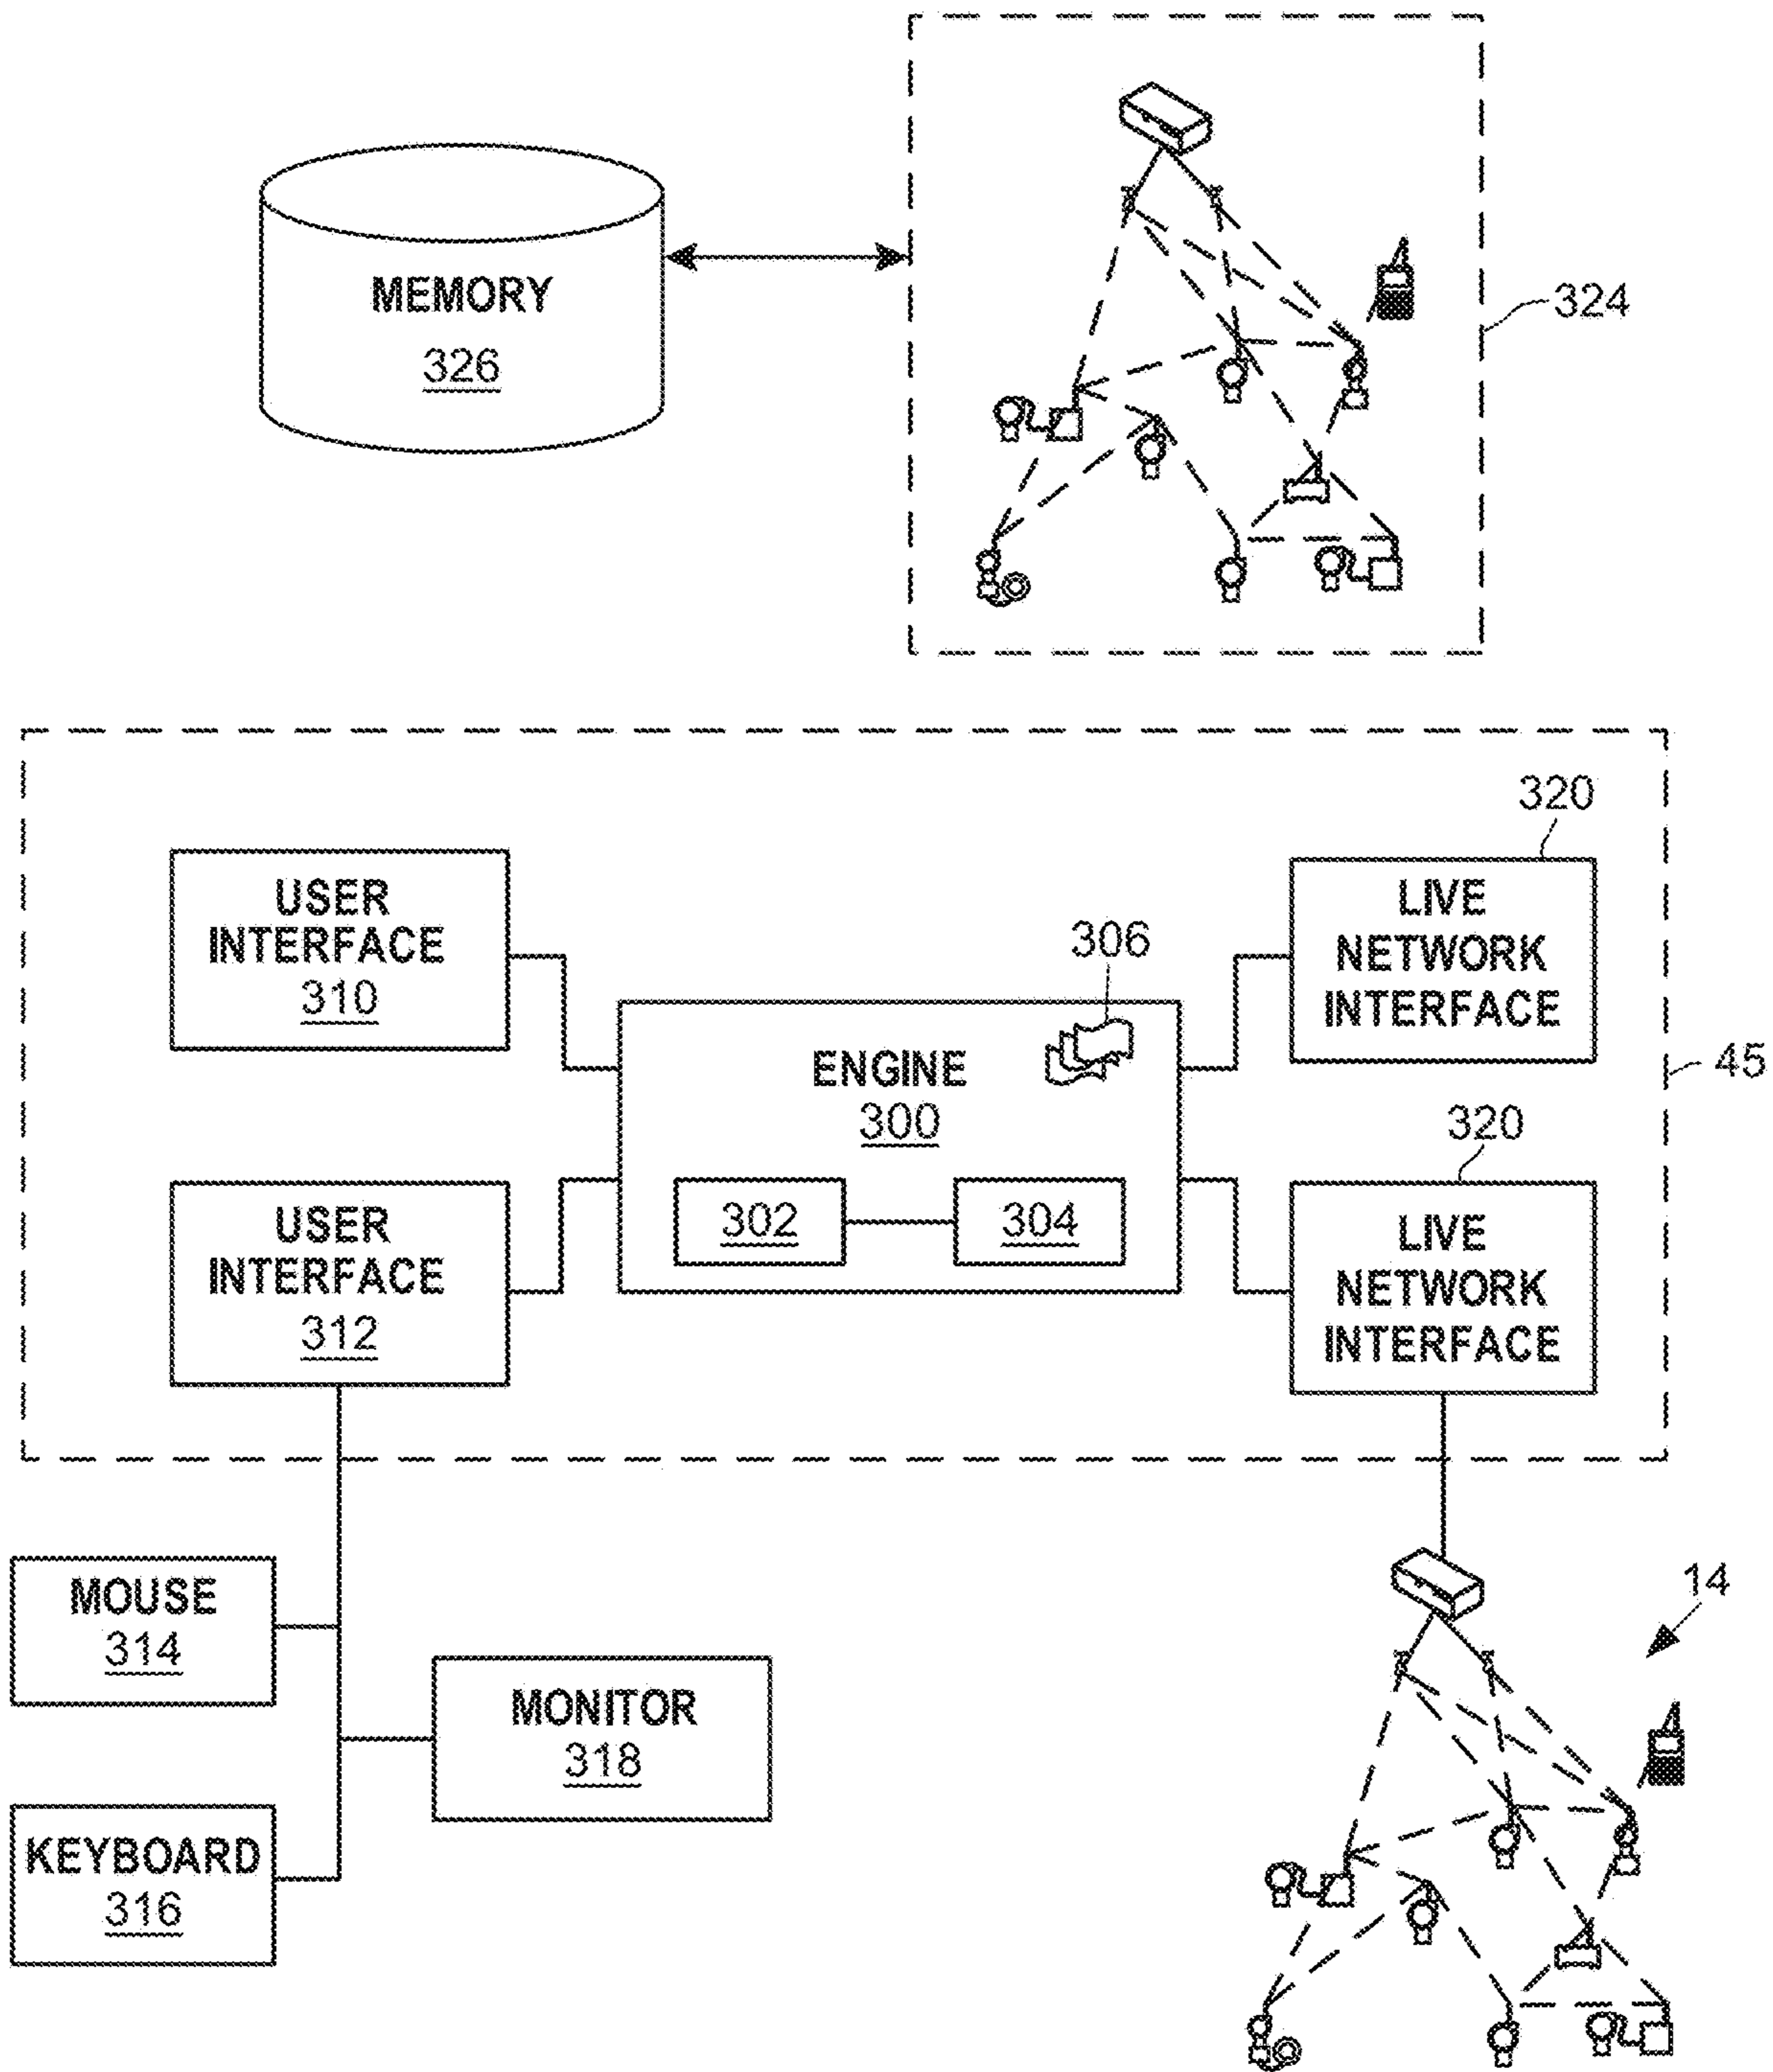 MEMORY
326
324
320
USER
INTERFACE
310
LIVE
NETWORK
INTERFACE
306
ENGINE
300
45
320
302
304
USER
INTERFACE
312
LIVE
NETWORK
INTERFACE
MOUSE
314
14
MONITOR
318
KEYBOARD
316